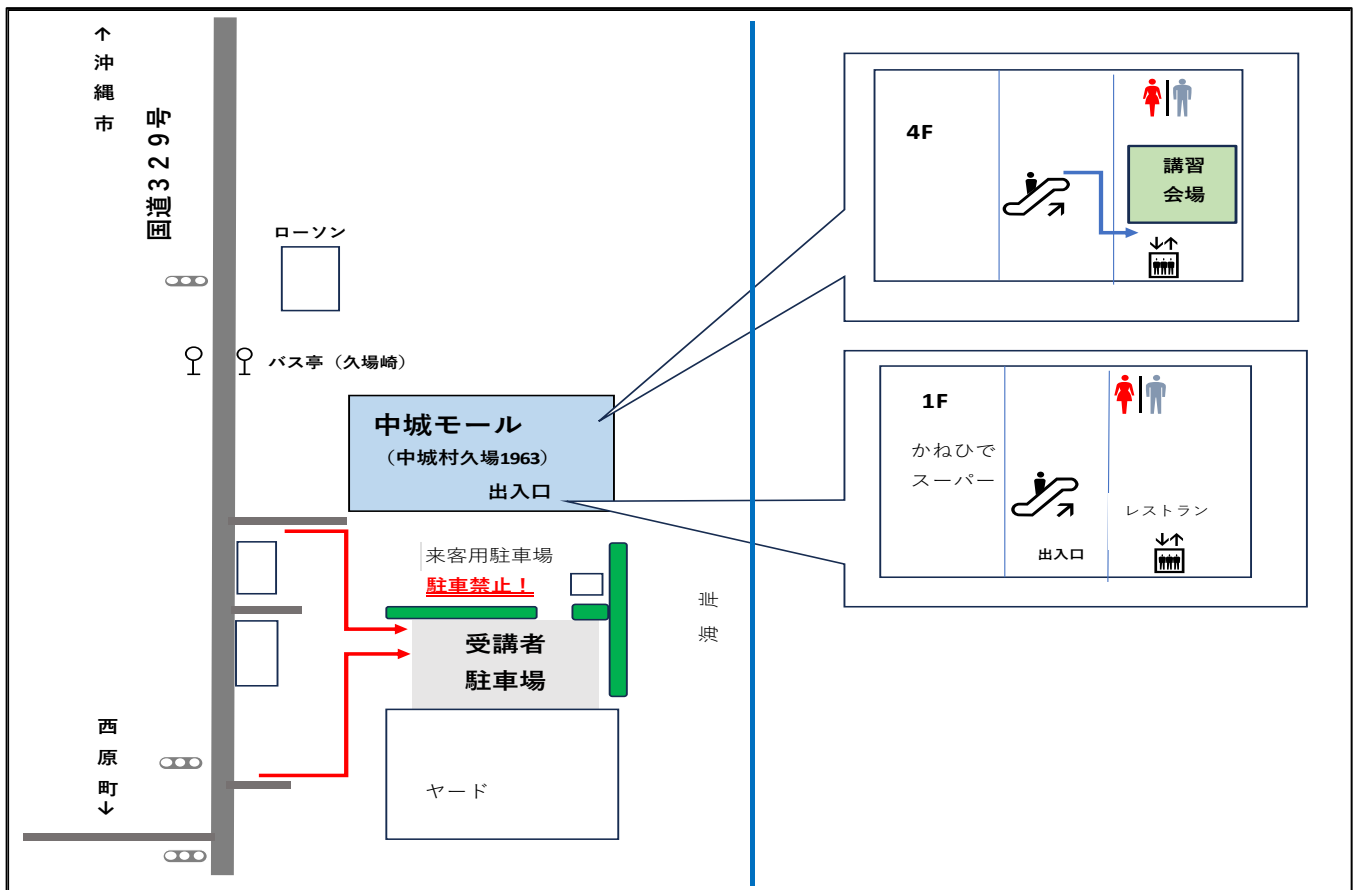 ↑沖縄市
国道329号
ローソン
バス亭（久場崎）
中城モール
（中城村久場1963）
出入口
来客用駐車場
駐車禁止！
受講者
駐車場
ヤード
西原町↓
海岸
4F
講習
会場
1F
かねひで
スーパー
レストラン
出入口